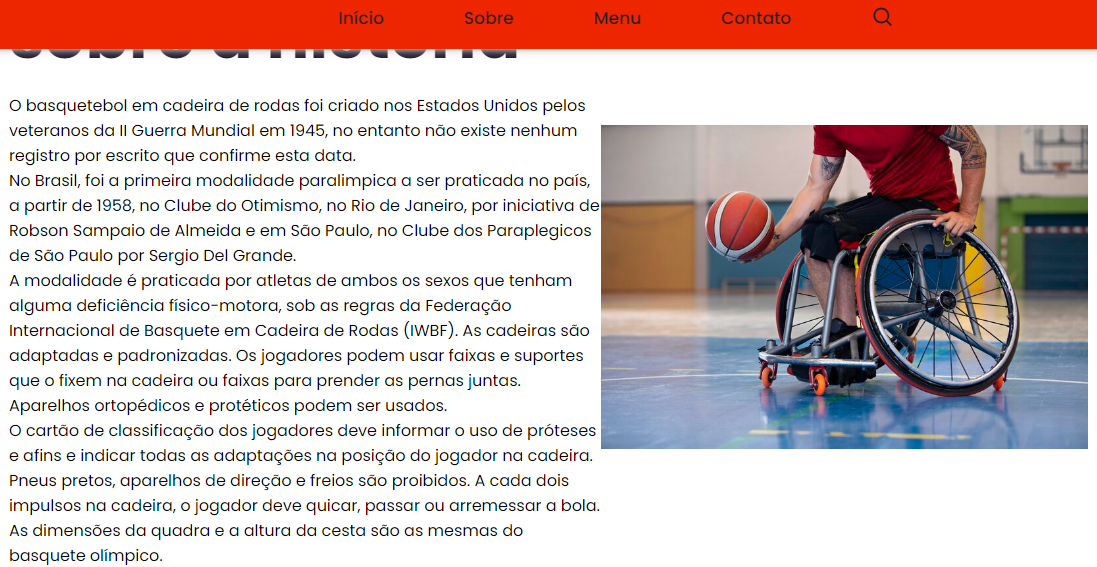 Início Sobre Menu Contato
sobre a história
O basquetebol em cadeira de rodas foi criado nos Estados Unidos pelos
veteranos da II Guerra Mundial em 1945, no entanto não existe nenhum
registro por escrito que confirme esta data.
No Brasil, foi a primeira modalidade paralimpica a ser praticada no país,
a partir de 1958, no Clube do Otimismo, no Rio de Janeiro, por iniciativa de
Robson Sampaio de Almeida e em São Paulo, no Clube dos Paraplegicos
de São Paulo por Sergio Del Grande.
A modalidade é praticada por atletas de ambos os sexos que tenham
alguma deficiência físico-motora, sob as regras da Federação
Internacional de Basquete em Cadeira de Rodas (IWBF). As cadeiras são
adaptadas e padronizadas. Os jogadores podem usar faixas e suportes
que o fixem na cadeira ou faixas para prender as pernas juntas.
Aparelhos ortopédicos e protéticos podem ser usados.
O cartão de classificação dos jogadores deve informar o uso de próteses
e afins e indicar todas as adaptações na posição do jogador na cadeira.
Pneus pretos, aparelhos de direção e freios são proibidos. A cada dois
impulsos na cadeira, o jogador deve quicar, passar ou arremessar a bola.
As dimensões da quadra e a altura da cesta são as mesmas do
basquete olímpico.